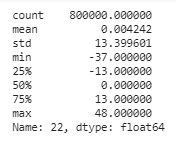 count    800000.000000
mean          0.004242
std          13.399601
min         -37.000000
25%         -13.000000
50%           0.000000
75%          13.000000
max          48.000000
Name: 22, dtype: float64